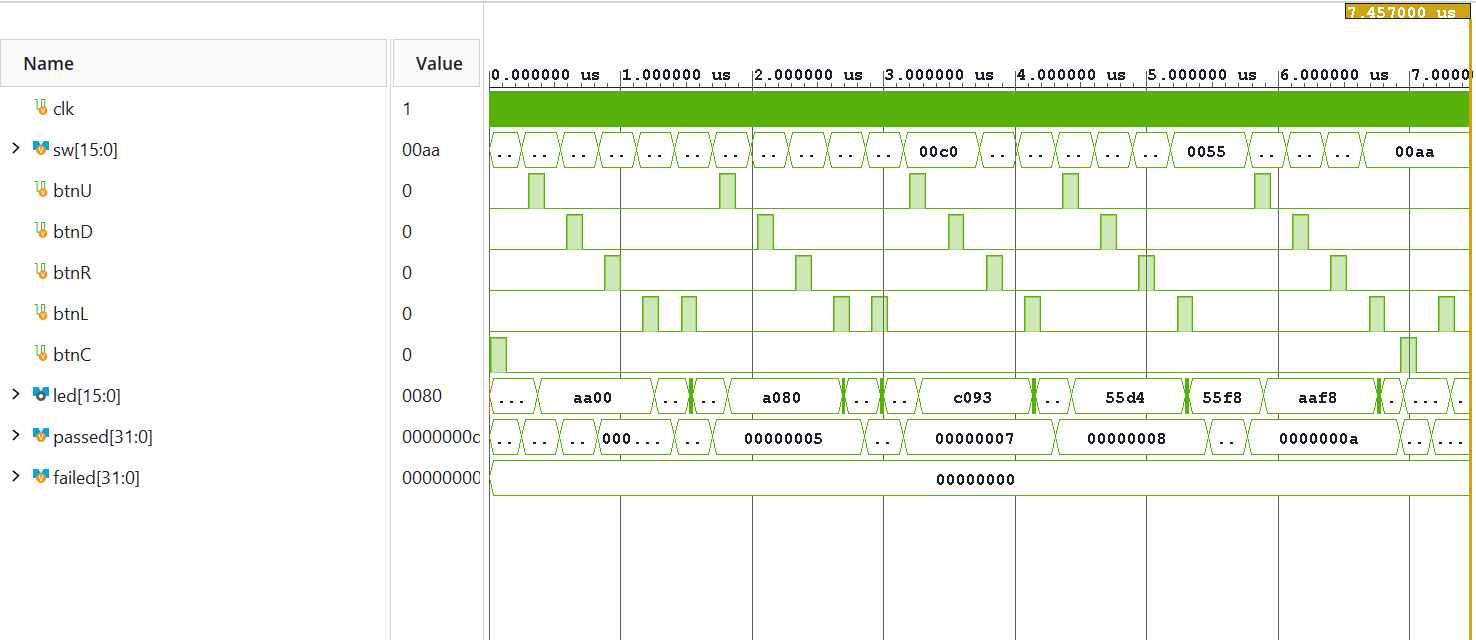 7.457000 us
Name Value
0.000000 us 1.000000 us 2.000000 us 3.000000 us 4.000000 us 5.000000 us 6.000000 us 7.0000
clk 1
sw[15:0] 00aa .. .. .. .. .. .. .. .. .. .. .. 00c0 .. .. .. .. .. 0055 .. .. .. 00aa
btnU 0
btnD 0
btnR 0
btnL 0
btnC 0
led[15:0] 0080 ... aa00 .. .. a080 .. .. c093 .. 55d4 55f8 aaf8 . ... .
passed[31:0] 0000000c .. .. .. 000... .. 00000005 .. 00000007 00000008 .. 0000000a .. ...
failed[31:0] 00000000 00000000